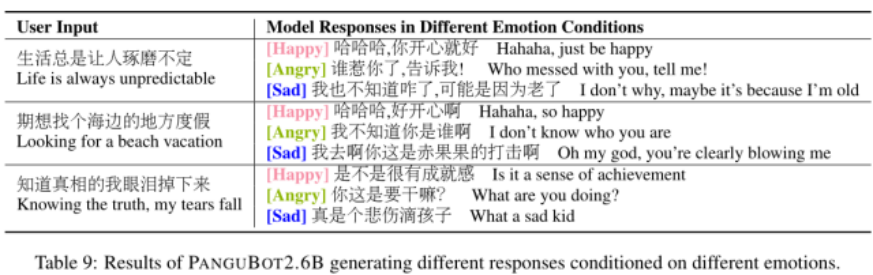 User Input Model Responses in Different Emotion Conditions
生活总是让人琢磨不定
Life is always unpredictable
[Happy] 哈哈哈,你开心就好 Hahaha, just be happy
[Angry] 谁惹你了,告诉我! Who messed with you, tell me!
[Sad] 我也不知道咋了,可能是因为老了 I don't why, maybe it's because I'm old
期想找个海边的地方度假
Looking for a beach vacation
[Happy] 哈哈哈,好开心啊 Hahaha, so happy
[Angry] 我不知道你是谁啊 I don't know who you are
[Sad] 我去啊你这是赤果果的打击啊 Oh my god, you're clearly blowing me
知道真相的我眼泪掉下来
Knowing the truth, my tears fall
[Happy] 是不是很有成就感 Is it a sense of achievement
[Angry] 你这是要干嘛? What are you doing?
[Sad] 真是个悲伤滴孩子 What a sad kid
Table 9: Results of PANGUBOT2.6B generating different responses conditioned on different emotions.